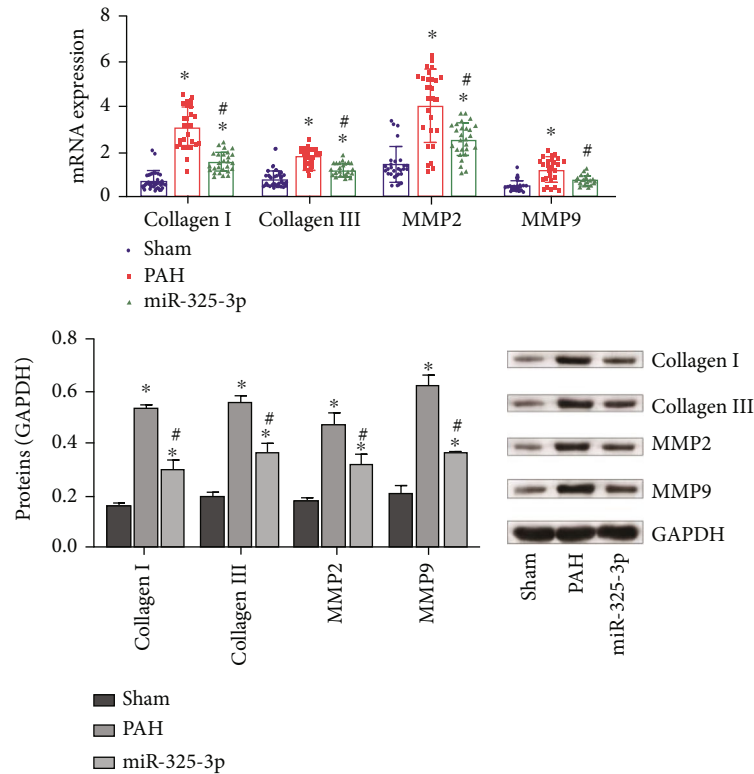 mRNA expression
8
6
4
2
0
*
#
*
*
#
*
*
#
*
*
#
Collagen I Collagen III MMP2 MMP9
Sham
PAH
miR-325-3p
Proteins (GAPDH)
0.8
0.6
0.4
0.2
0.0
*
#
*
*
#
*
*
#
*
*
#
*
Collagen I
Collagen III
MMP2
MMP9
Sham
PAH
miR-325-3p
Collagen I
Collagen III
MMP2
MMP9
GAPDH
Sham
PAH
miR-325-3p